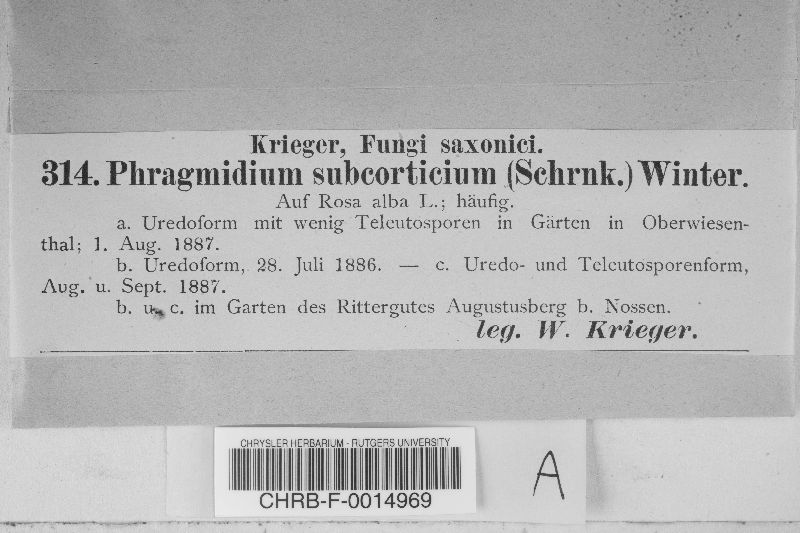 Krieger, Fungi saxonici.
314. Phragmidium subcorticium (Schrnk.) Winter.
Auf Rosa alba L.; häufig.
a. Uredoform mit wenig Teleutosporen in Gärten in Oberwiesen-
thal; 1. Aug. 1887.
b. Uredoform, 28. Juli 1886. — c. Uredo- und Teleutosporenform,
Aug. u. Sept. 1887.
b. u. c. im Garten des Rittergutes Augustusberg b. Nossen.
leg. W. Krieger.
CHRYSLER HERBARIUM - RUTGERS UNIVERSITY
CHRB-F-0014969
A